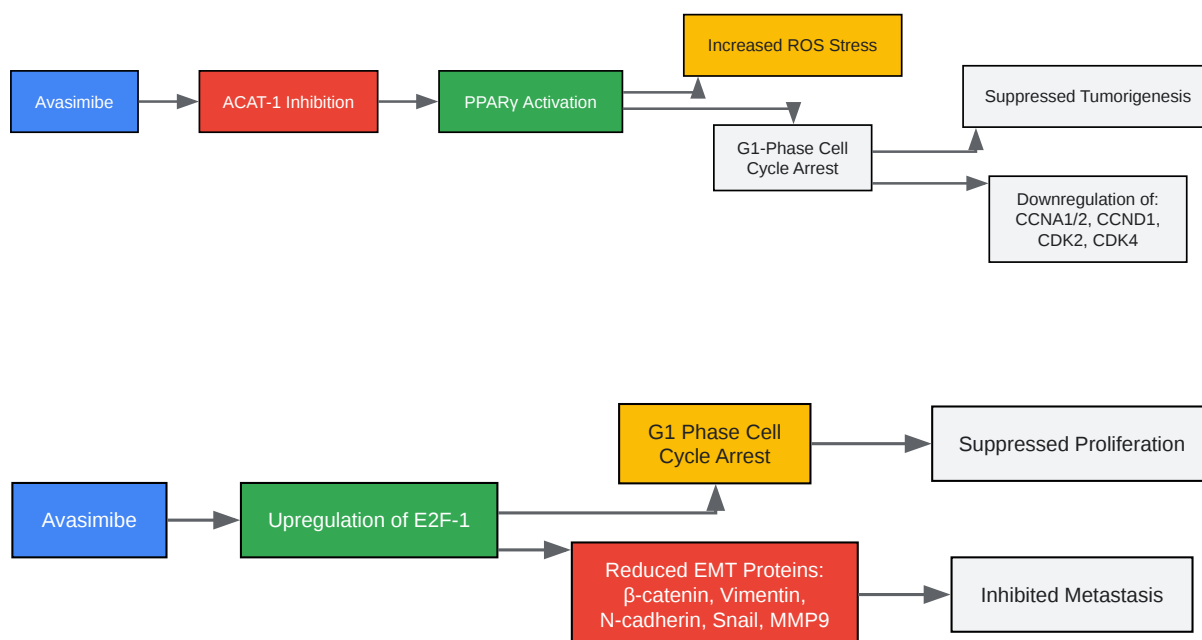 Increased ROS Stress
Avasimibe
ACAT-1 Inhibition
PPARγ Activation
Suppressed Tumorigenesis
G1-Phase Cell
Cycle Arrest
Downregulation of:
CCNA1/2, CCND1,
CDK2, CDK4
G1 Phase Cell
Cycle Arrest
Suppressed Proliferation
Avasimibe
Upregulation of E2F-1
Reduced EMT Proteins:
β-catenin, Vimentin,
N-cadherin, Snail, MMP9
Inhibited Metastasis